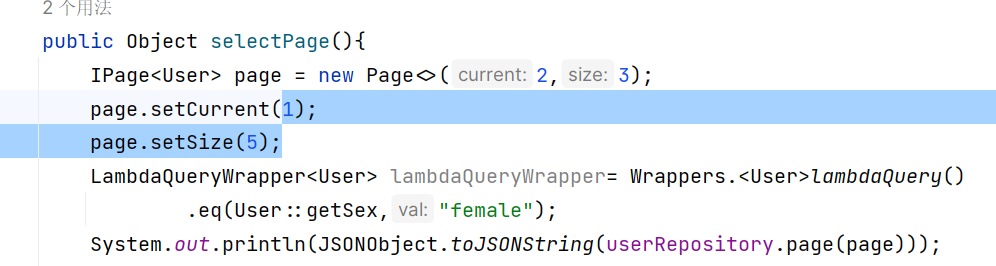 2 个用法
public Object selectPage(){
IPage<User> page = new Page<>( current: 2, size: 3);
page.setCurrent(1);
page.setSize(5);
LambdaQueryWrapper<User> lambdaQueryWrapper= Wrappers.<User>lambdaQuery()
.eq(User::getSex, val: "female");
System.out.println(JSONObject.toJSONString(userRepository.page(page)));